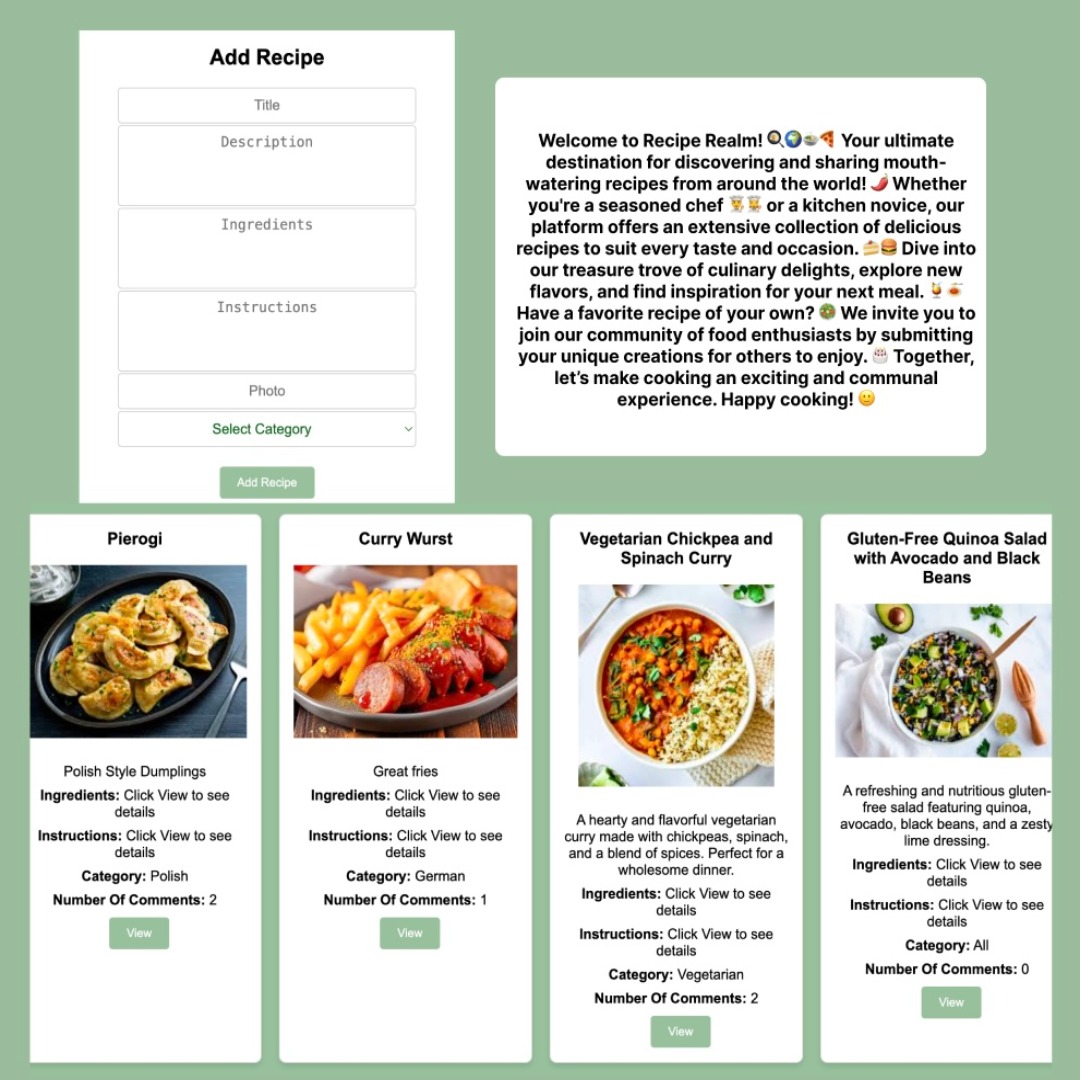 Add Recipe
Title
Description
Ingredients
Instructions
Photo
Select Category
Add Recipe
Welcome to Recipe Realm! 🍳🌍🍲🍕 Your ultimate
destination for discovering and sharing mouth-
watering recipes from around the world! 🌶️ Whether
you're a seasoned chef 👨‍🍳👩‍🍳 or a kitchen novice, our
platform offers an extensive collection of delicious
recipes to suit every taste and occasion. 🍰🍔 Dive into
our treasure trove of culinary delights, explore new
flavors, and find inspiration for your next meal. 🍹🍝
Have a favorite recipe of your own? 🥗 We invite you to
join our community of food enthusiasts by submitting
your unique creations for others to enjoy. 🎂 Together,
let’s make cooking an exciting and communal
experience. Happy cooking! 🙂
Pierogi
Polish Style Dumplings
Ingredients: Click View to see
details
Instructions: Click View to see
details
Category: Polish
Number Of Comments: 2
View
Curry Wurst
Great fries
Ingredients: Click View to see
details
Instructions: Click View to see
details
Category: German
Number Of Comments: 1
View
Vegetarian Chickpea and
Spinach Curry
A hearty and flavorful vegetarian
curry made with chickpeas, spinach,
and a blend of spices. Perfect for a
wholesome dinner.
Ingredients: Click View to see
details
Instructions: Click View to see
details
Category: Vegetarian
Number Of Comments: 2
View
Gluten-Free Quinoa Salad
with Avocado and Black
Beans
A refreshing and nutritious gluten-
free salad featuring quinoa,
avocado, black beans, and a zesty
lime dressing.
Ingredients: Click View to see
details
Instructions: Click View to see
details
Category: All
Number Of Comments: 0
View